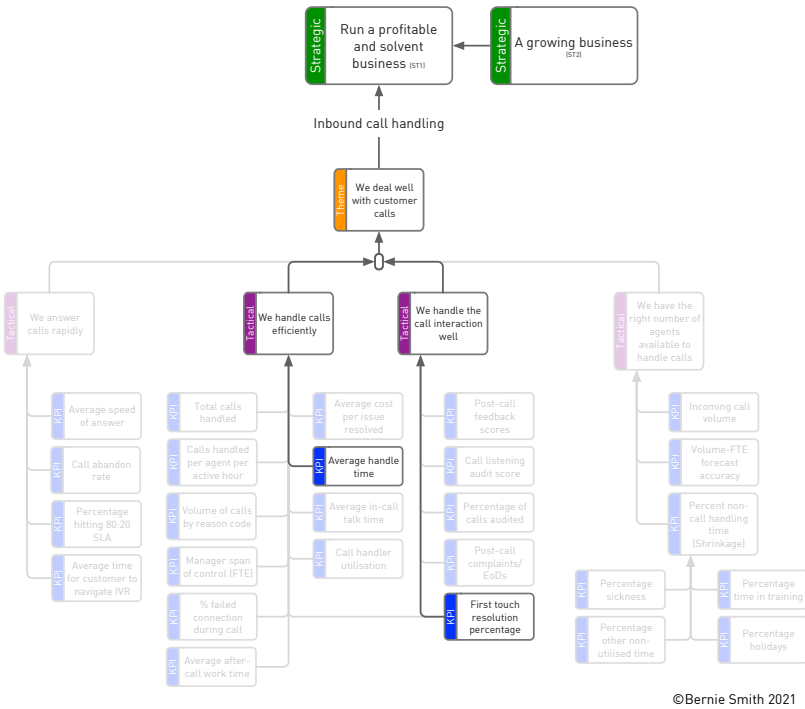 Strategic
Run a profitable
and solvent
business (ST1)
Strategic
A growing business
(ST2)
Inbound call handling
Theme
We deal well
with customer
calls
Tactical
We answer
calls rapidly
Tactical
We handle calls
efficiently
Tactical
We handle the
call interaction
well
Tactical
We have the
right number of
agents
available to
handle calls
KPI
Average speed
of answer
KPI
Call abandon
rate
KPI
Percentage
hitting 80:20
SLA
KPI
Average time
for customer to
navigate IVR
KPI
Total calls
handled
KPI
Calls handled
per agent per
active hour
KPI
Volume of calls
by reason code
KPI
Manager span
of control (FTE)
KPI
% failed
connection
during call
KPI
Average after-
call work time
KPI
Average cost
per issue
resolved
KPI
Average handle
time
KPI
Average in-call
talk time
KPI
Call handler
utilisation
KPI
Post-call
feedback
scores
KPI
Call listening
audit score
KPI
Percentage of
calls audited
KPI
Post-call
complaints/
EoDs
KPI
First touch
resolution
percentage
KPI
Incoming call
volume
KPI
Volume-FTE
forecast
accuracy
KPI
Percent non-
call handling
time
(Shrinkage)
KPI
Percentage
sickness
KPI
Percentage
time in training
KPI
Percentage
other non-
utilised time
KPI
Percentage
holidays
©Bernie Smith 2021